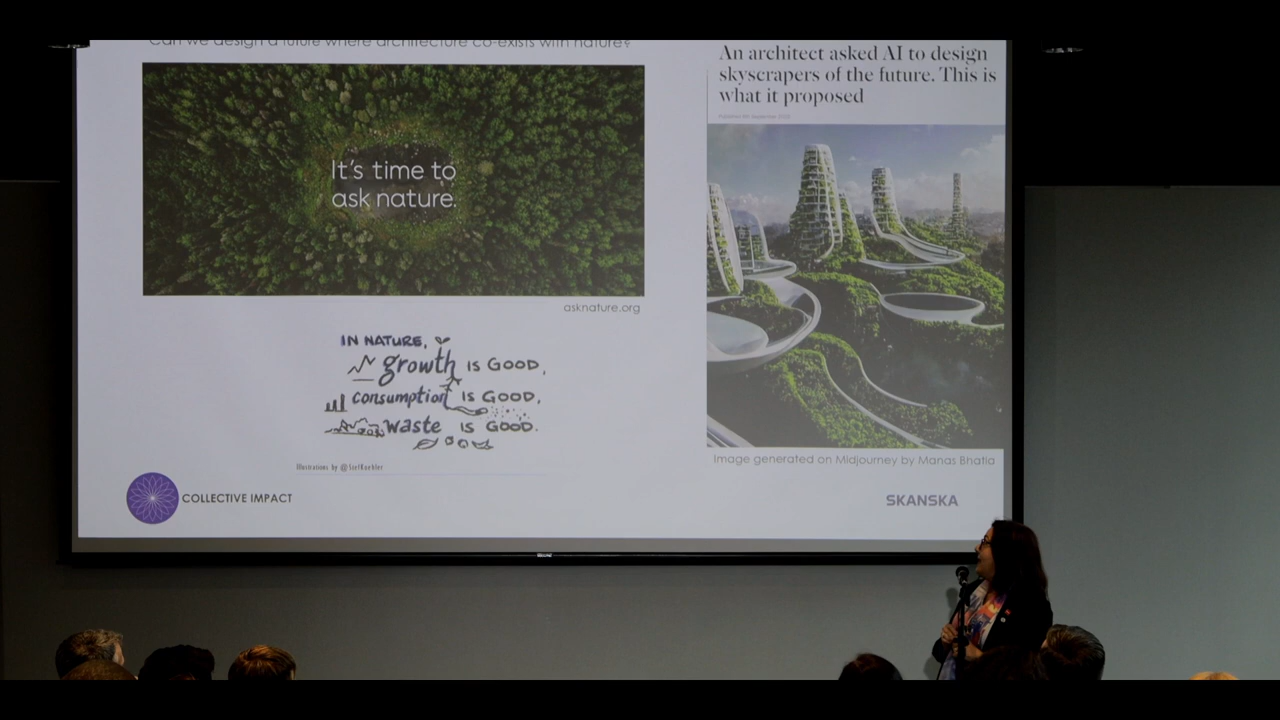 Can we design a future where architecture co-exists with nature?
It's time to
ask nature.
asknature.org
IN NATURE,
growth IS GOOD,
consumption IS GOOD,
waste IS GOOD.
Illustrations by @StefKoehler
COLLECTIVE IMPACT
An architect asked AI to design
skyscrapers of the future. This is
what it proposed
Image generated on Midjourney by Manas Bhatia
SKANSKA